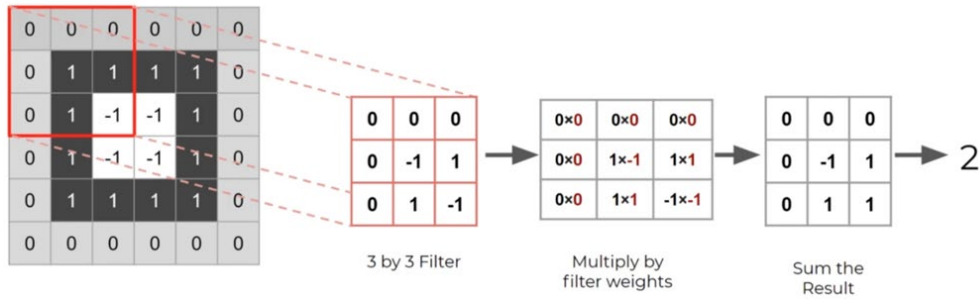 0 0 0 0 0 0
0 1 1 1 1 0
0 1 -1 -1 1 0
0 1 -1 -1 1 0
0 1 1 1 1 0
0 0 0 0 0 0
0 0 0
0 -1 1
0 1 -1
3 by 3 Filter
0×0 0×0 0×0
0×0 1×-1 1×1
0×0 1×1 -1×-1
Multiply by
filter weights
0 0 0
0 -1 1
0 1 1
Sum the
Result
2